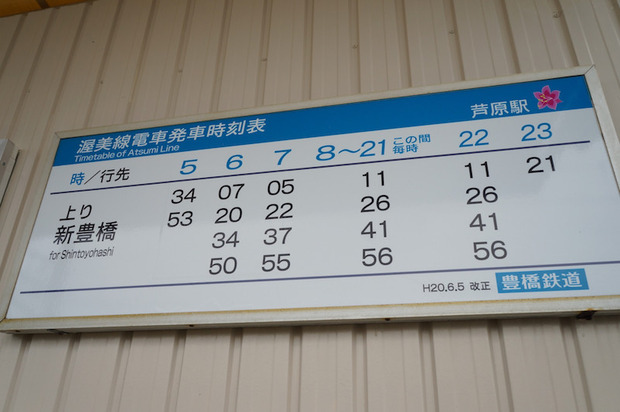 渥美線電車発車時刻表 芦原駅
Timetable of Atsumi Line
時/行先 5 6 7 8〜21 この間毎時 22 23
上り 34 07 05 11 11 21
新豊橋 53 20 22 26 26
for Shintoyohashi 34 37 41 41
50 55 56 56
H20.6.5 改正 豊橋鉄道